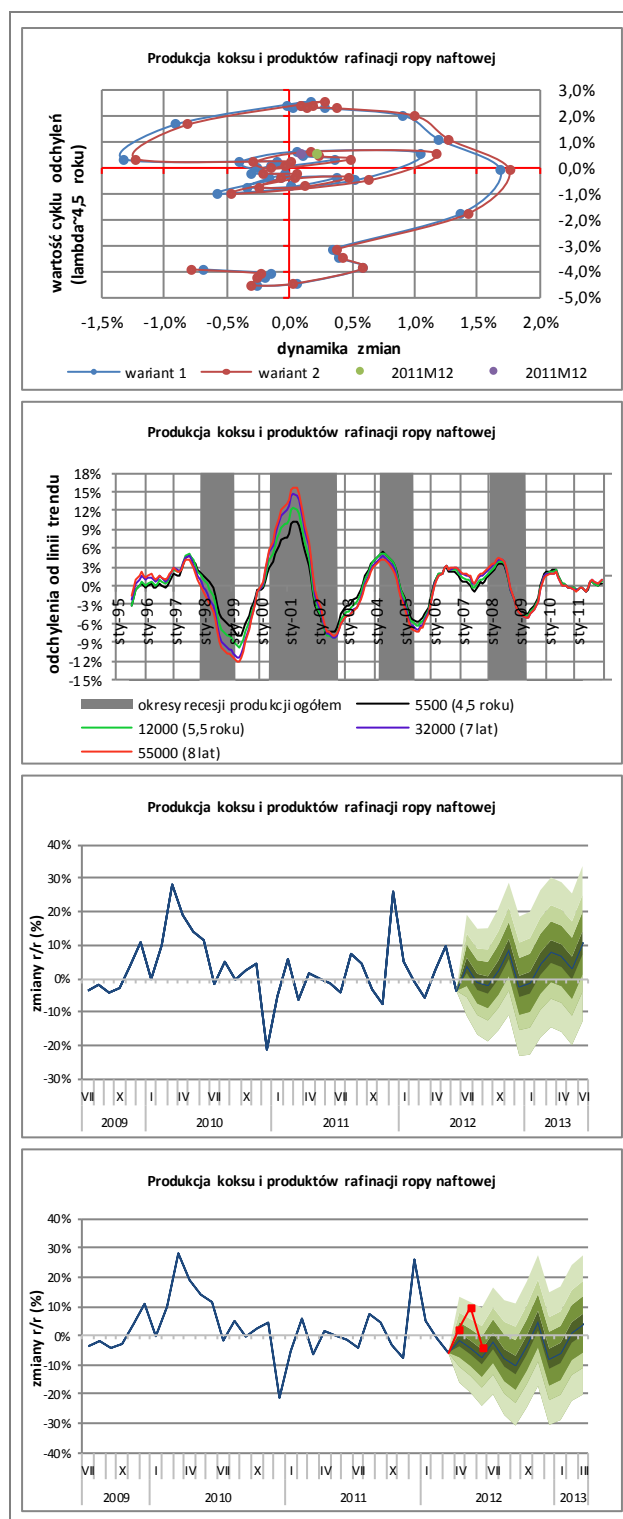 Produkcja koksu i produktów rafinacji ropy naftowej
wartość cyklu odchyleń
(lambda~4,5 roku)
3,0%
2,0%
1,0%
0,0%
-1,0%
-2,0%
-3,0%
-4,0%
-5,0%
-1,5% -1,0% -0,5% 0,0% 0,5% 1,0% 1,5% 2,0%
dynamika zmian
wariant 1 wariant 2 2011M12 2011M12
Produkcja koksu i produktów rafinacji ropy naftowej
odchylenia od linii trendu
18%
15%
12%
9%
6%
3%
0%
-3%
-6%
-9%
-12%
-15%
sty-95 sty-96 sty-97 sty-98 sty-99 sty-00 sty-01 sty-02 sty-03 sty-04 sty-05 sty-06 sty-07 sty-08 sty-09 sty-10 sty-11
okresy recesji produkcji ogółem 5500 (4,5 roku)
12000 (5,5 roku) 32000 (7 lat)
55000 (8 lat)
Produkcja koksu i produktów rafinacji ropy naftowej
zmiany r/r (%)
40%
30%
20%
10%
0%
-10%
-20%
-30%
VII X I IV VII X I IV VII X I IV VII X I IV VI
2009 2010 2011 2012 2013
Produkcja koksu i produktów rafinacji ropy naftowej
zmiany r/r (%)
40%
30%
20%
10%
0%
-10%
-20%
-30%
-40%
VII X I IV VII X I IV VII X I IV VII X I III
2009 2010 2011 2012 2013